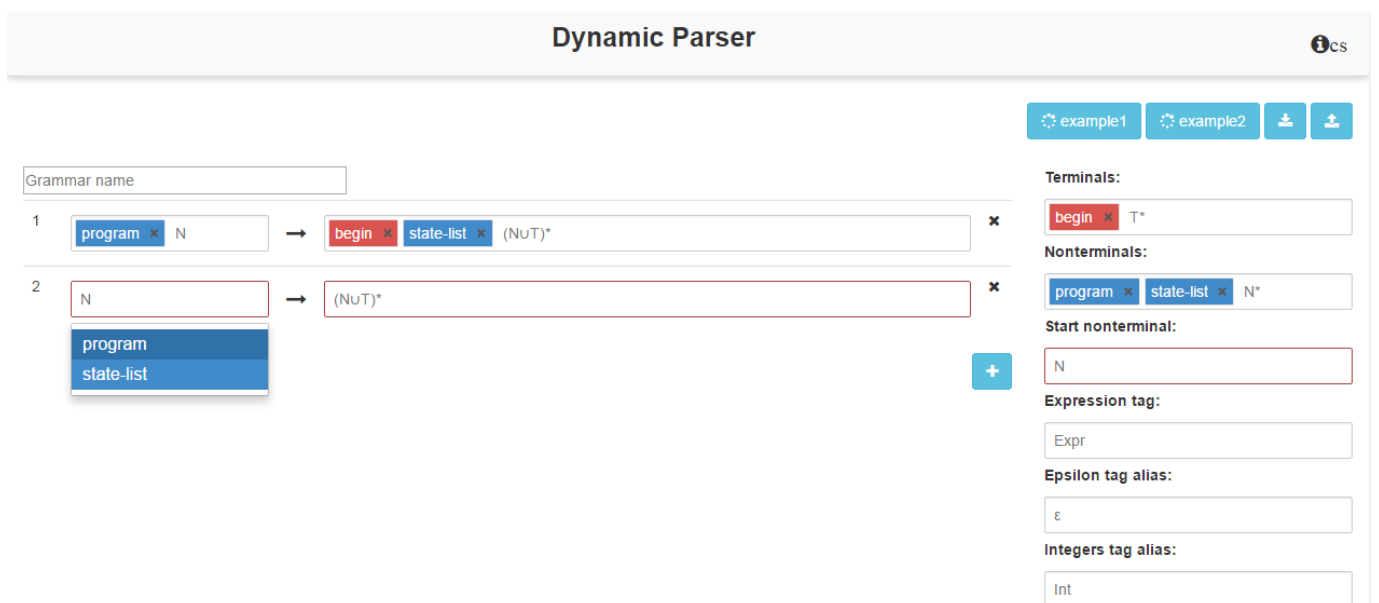 Dynamic Parser
cs
example1 example2
Grammar name
1 program × N → begin × state-list × (N∪T)* ×
2 N → (N∪T)* ×
program
state-list
+
Terminals:
begin × T*
Nonterminals:
program × state-list × N*
Start nonterminal:
N
Expression tag:
Expr
Epsilon tag alias:
ε
Integers tag alias:
Int